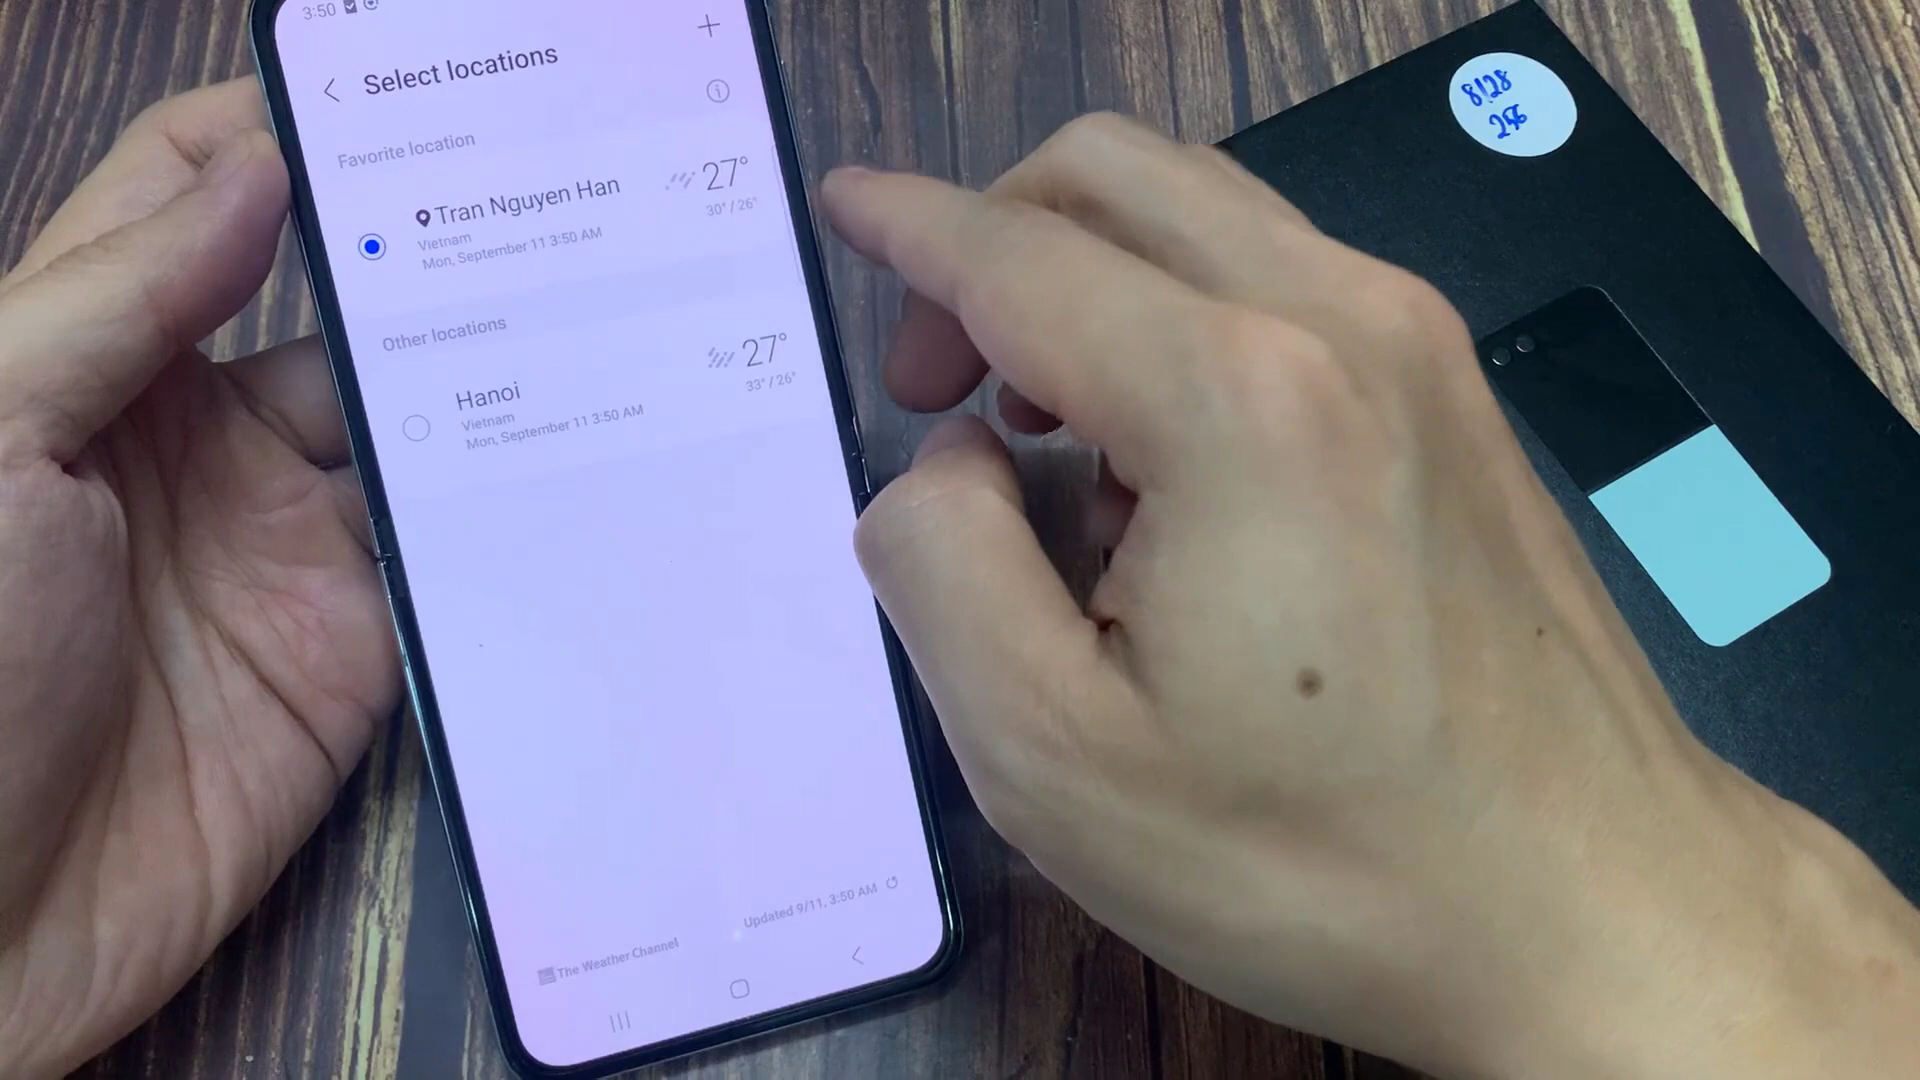 3:50
Select locations
Favorite location
Tran Nguyen Han
Vietnam
Mon, September 11 3:50 AM
27°
30° / 26°
Other locations
Hanoi
Vietnam
Mon, September 11 3:50 AM
27°
33° / 26°
Updated 9/11, 3:50 AM
The Weather Channel
8128
256